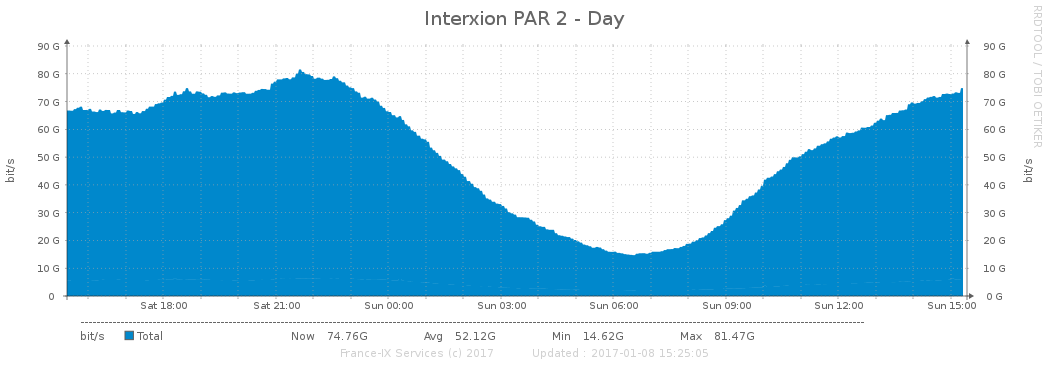 Interxion PAR 2 - Day
RRDTOOL / TOBI OETIKER
bit/s
bit/s
90 G 90 G
80 G 80 G
70 G 70 G
60 G 60 G
50 G 50 G
40 G 40 G
30 G 30 G
20 G 20 G
10 G 10 G
0 0 G
Sat 18:00 Sat 21:00 Sun 00:00 Sun 03:00 Sun 06:00 Sun 09:00 Sun 12:00 Sun 15:00
bit/s Total Now 74.76G Avg 52.12G Min 14.62G Max 81.47G
France-IX Services (c) 2017 Updated : 2017-01-08 15:25:05